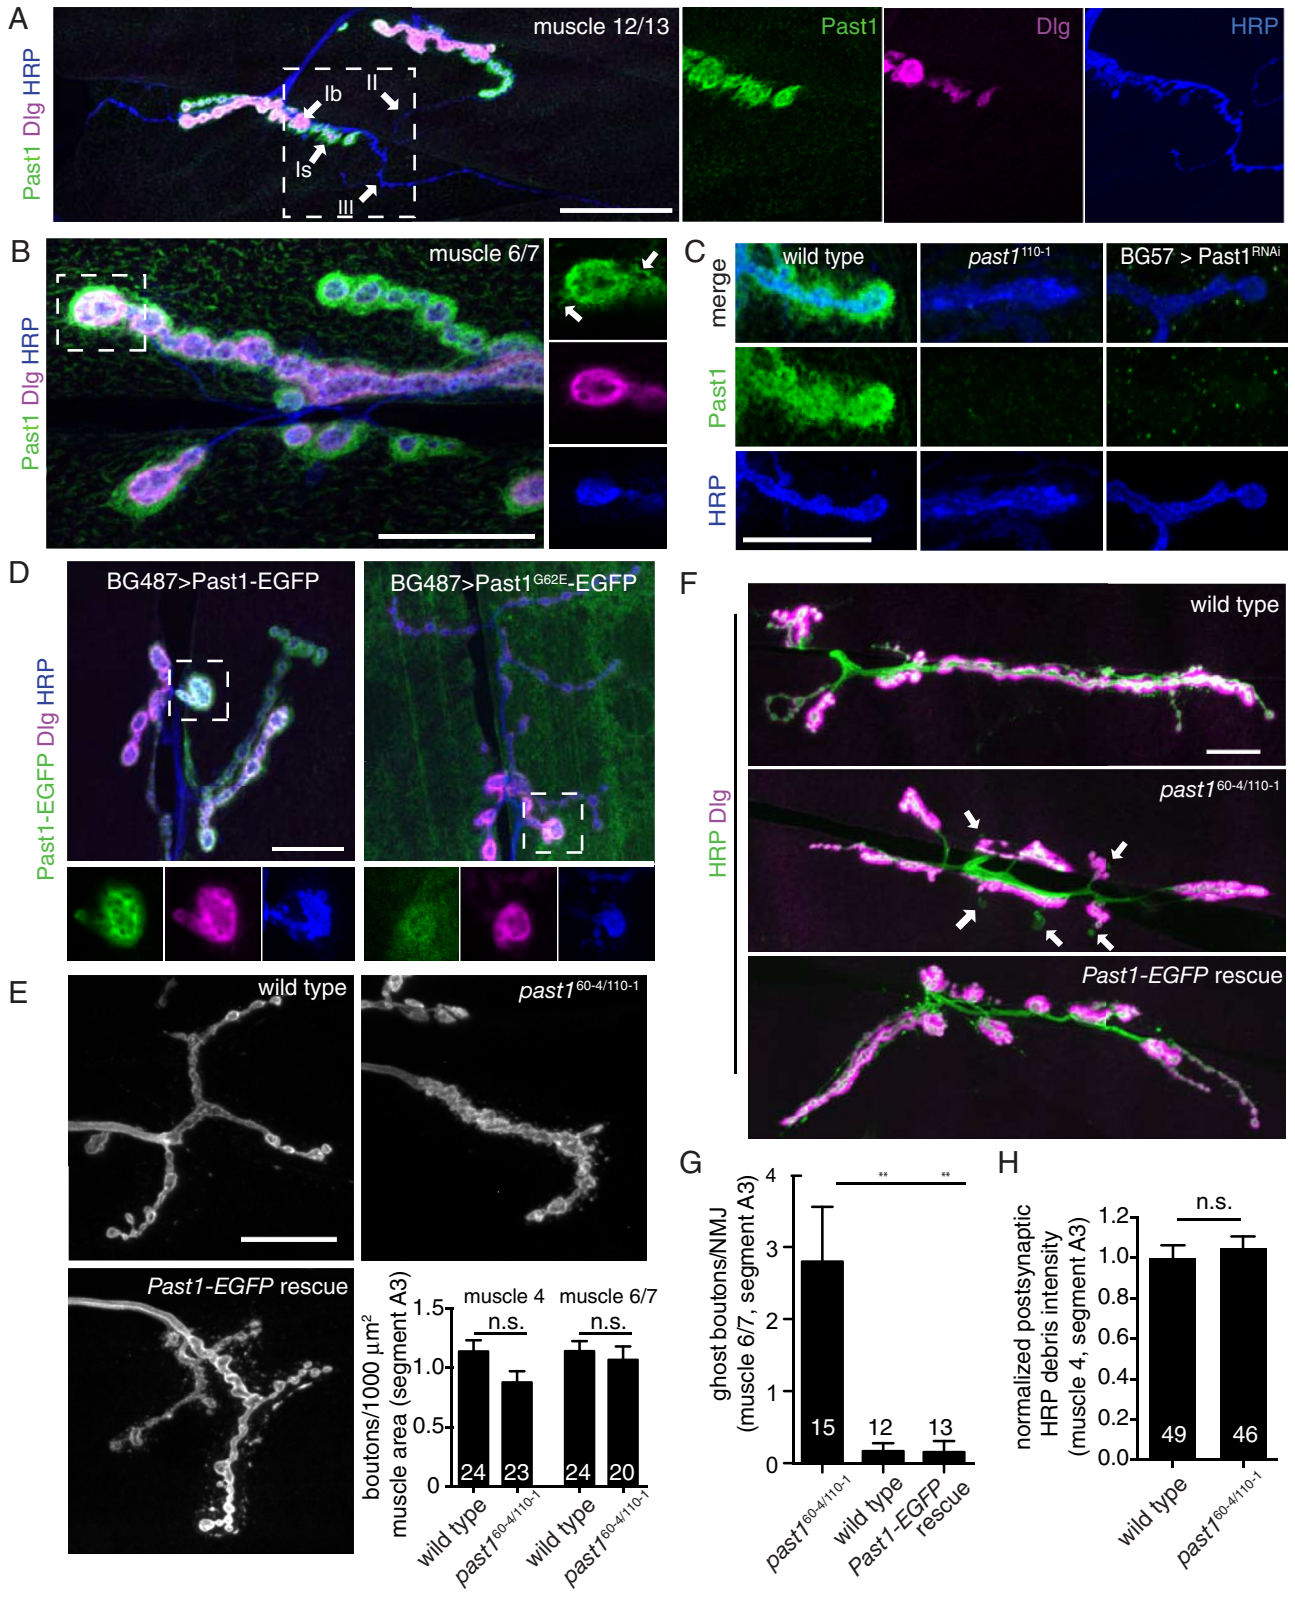 A
Past1 Dlg HRP
muscle 12/13
Ib
II
Is
III
Past1
Dlg
HRP
B
Past1 Dlg HRP
muscle 6/7
C
wild type
past1110-1
BG57 > Past1RNAi
merge
Past1
HRP
D
Past1-EGFP Dlg HRP
BG487>Past1-EGFP
BG487>Past1G62E-EGFP
E
wild type
past160-4/110-1
Past1-EGFP rescue
boutons/1000 µm2
muscle area (segment A3)
1.5
1.0
0.5
0
muscle 4
muscle 6/7
n.s.
n.s.
24
23
24
20
wild type
past160-4/110-1
wild type
past160-4/110-1
F
HRP Dlg
wild type
past160-4/110-1
Past1-EGFP rescue
G
ghost boutons/NMJ
(muscle 6/7, segment A3)
4
3
2
1
0
**
**
15
12
13
past160-4/110-1
wild type
Past1-EGFP
rescue
H
normalized postsynaptic
HRP debris intensity
(muscle 4, segment A3)
1.2
1.0
0.8
0.6
0.4
0.2
0.0
n.s.
49
46
wild type
past160-4/110-1